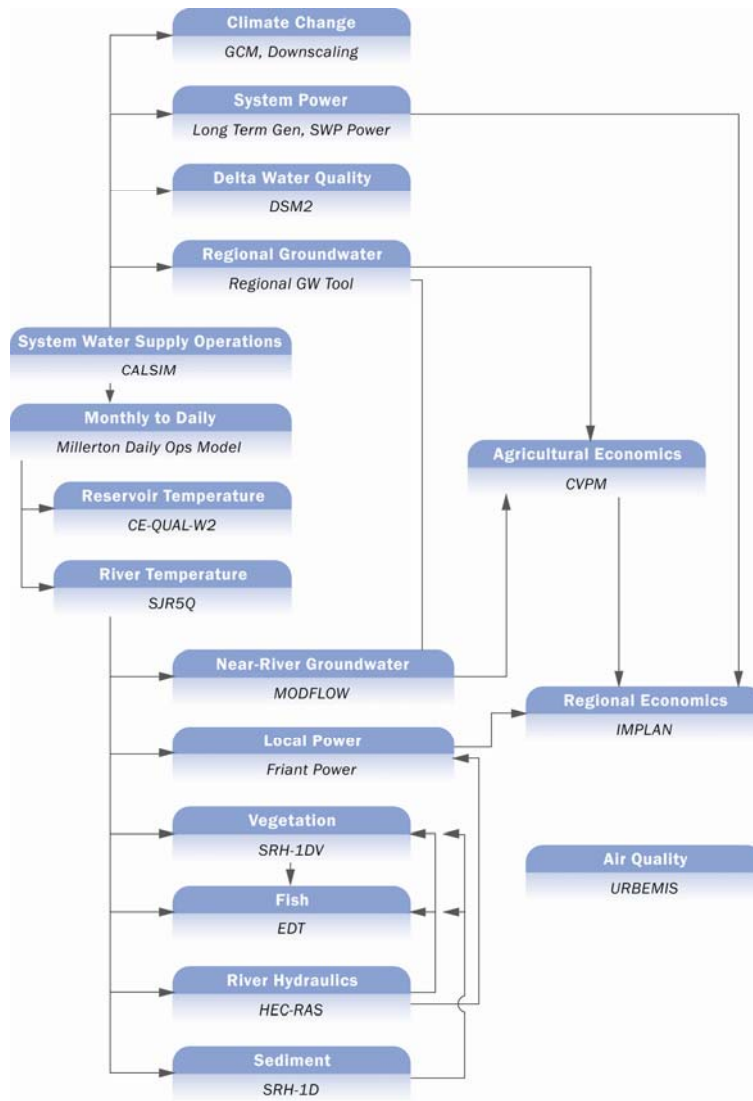 Climate Change
GCM, Downscaling
System Power
Long Term Gen, SWP Power
Delta Water Quality
DSM2
Regional Groundwater
Regional GW Tool
System Water Supply Operations
CALSIM
Monthly to Daily
Millerton Daily Ops Model
Agricultural Economics
CVPM
Reservoir Temperature
CE-QUAL-W2
River Temperature
SJR5Q
Near-River Groundwater
MODFLOW
Regional Economics
IMPLAN
Local Power
Friant Power
Vegetation
SRH-1DV
Air Quality
URBEMIS
Fish
EDT
River Hydraulics
HEC-RAS
Sediment
SRH-1D